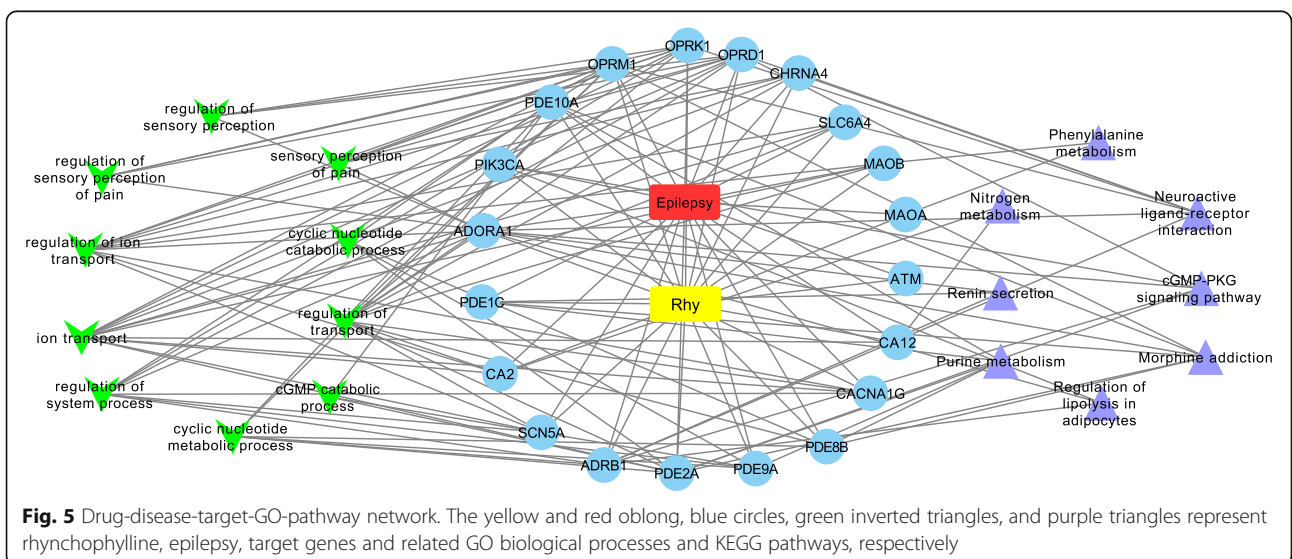 OPRK1
OPRD1
OPRM1
CHRNA4
PDE10A
SLC6A4
PIK3CA
MAOB
ADORA1
MAOA
PDE1C
ATM
CA2
CA12
SCN5A
CACNA1G
ADRB1
PDE2A
PDE9A
PDE8B
Epilepsy
Rhy
regulation of
sensory perception
regulation of
sensory perception
of pain
sensory perception
of pain
regulation of ion
transport
cyclic nucleotide
catabolic process
regulation of
transport
ion transport
regulation of
system process
cGMP catabolic
process
cyclic nucleotide
metabolic process
Phenylalanine
metabolism
Nitrogen
metabolism
Neuroactive
ligand-receptor
interaction
Renin secretion
cGMP-PKG
signaling pathway
Purine metabolism
Morphine addiction
Regulation of
lipolysis in
adipocytes
Fig. 5 Drug-disease-target-GO-pathway network. The yellow and red oblong, blue circles, green inverted triangles, and purple triangles represent
rhynchophylline, epilepsy, target genes and related GO biological processes and KEGG pathways, respectively